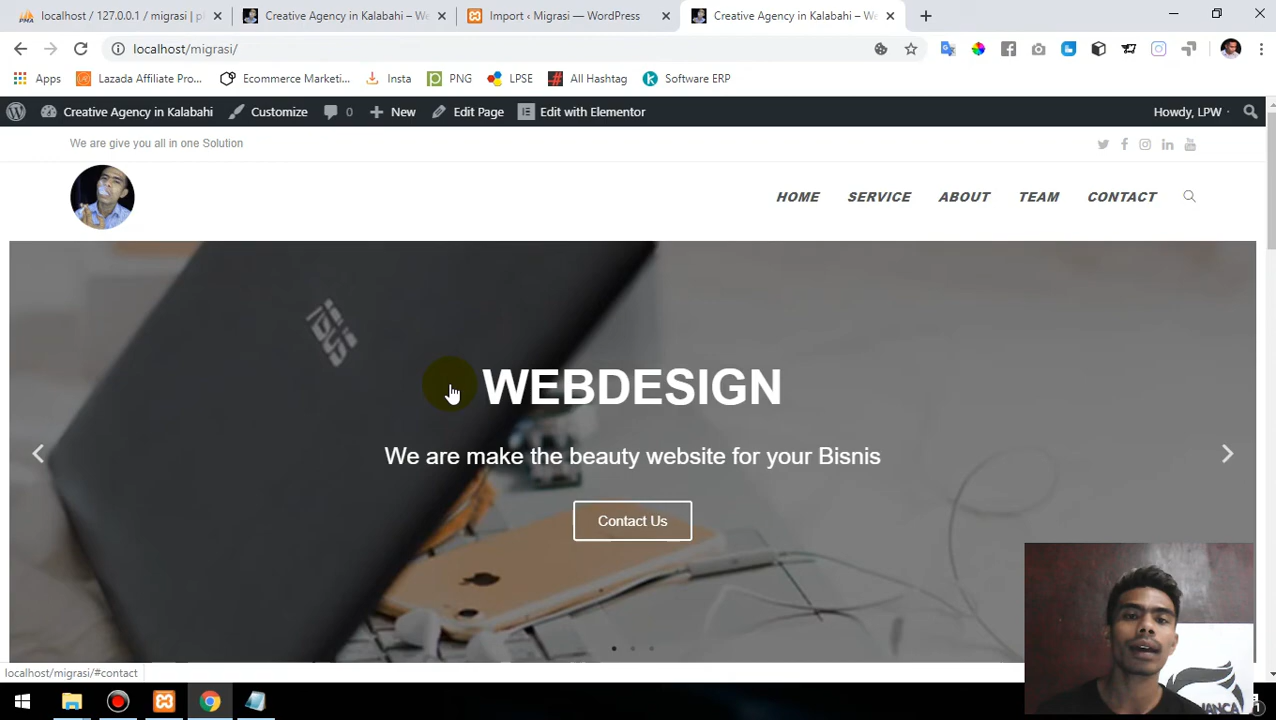 localhost / 127.0.0.1 / migrasi | p
Creative Agency in Kalabahi – We
Import ‹ Migrasi — WordPress
Creative Agency in Kalabahi – We
localhost/migrasi/
Apps
Lazada Affiliate Pro...
Ecommerce Marketi...
Insta
PNG
LPSE
All Hashtag
Software ERP
Creative Agency in Kalabahi
Customize
0
New
Edit Page
Edit with Elementor
Howdy, LPW
We are give you all in one Solution
HOME
SERVICE
ABOUT
TEAM
CONTACT
WEBDESIGN
We are make the beauty website for your Bisnis
Contact Us
localhost/migrasi/#contact